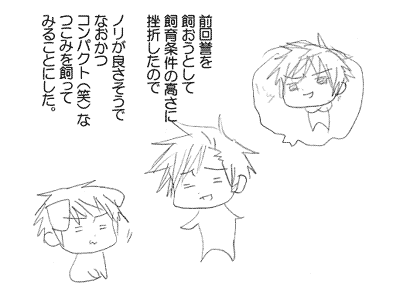 前回誉を
飼おうとして
飼育条件の高さに
挫折したので
ノリが良さそうで
なおかつ
コンパクト（笑）な
つこみを飼って
みることにした。